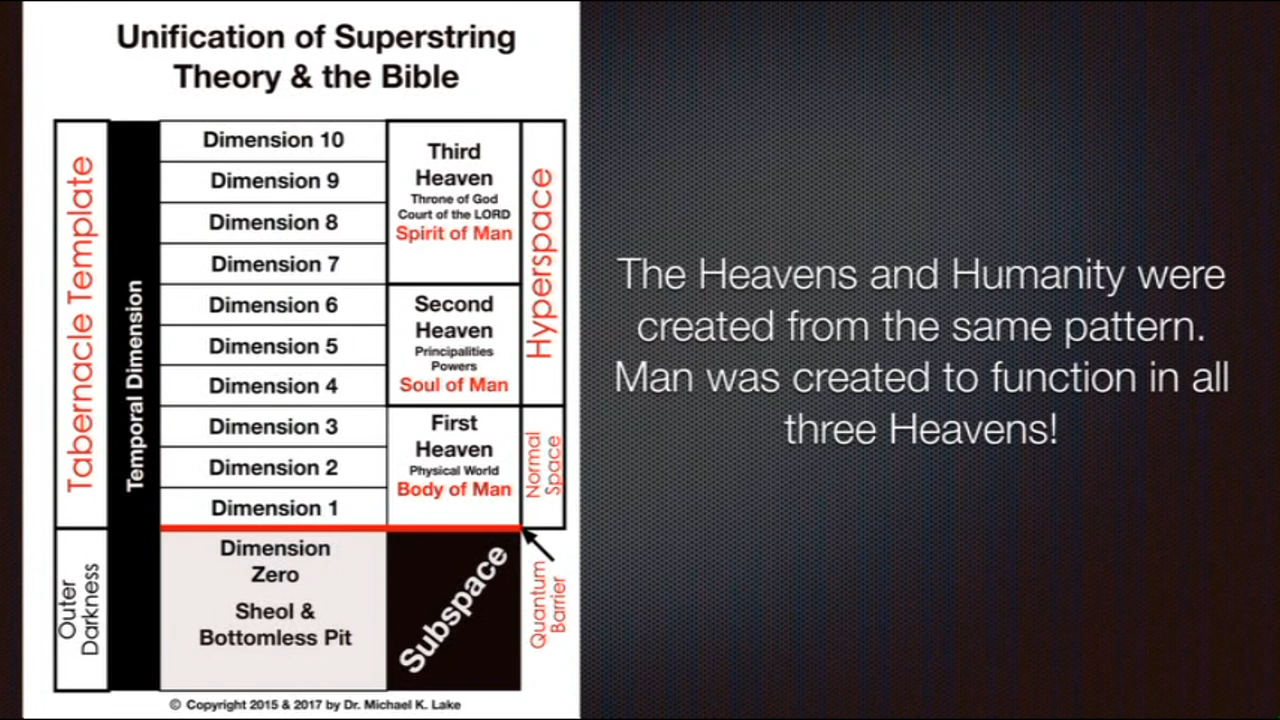 Unification of Superstring
Theory & the Bible
Tabernacle Template
Outer
Darkness
Temporal Dimension
Dimension 10
Dimension 9
Dimension 8
Dimension 7
Dimension 6
Dimension 5
Dimension 4
Dimension 3
Dimension 2
Dimension 1
Dimension
Zero
Sheol &
Bottomless Pit
Third
Heaven
Throne of God
Court of the LORD
Spirit of Man
Second
Heaven
Principalities
Powers
Soul of Man
First
Heaven
Physical World
Body of Man
Subspace
Hyperspace
Normal
Space
Quantum
Barrier
© Copyright 2015 & 2017 by Dr. Michael K. Lake
The Heavens and Humanity were
created from the same pattern.
Man was created to function in all
three Heavens!